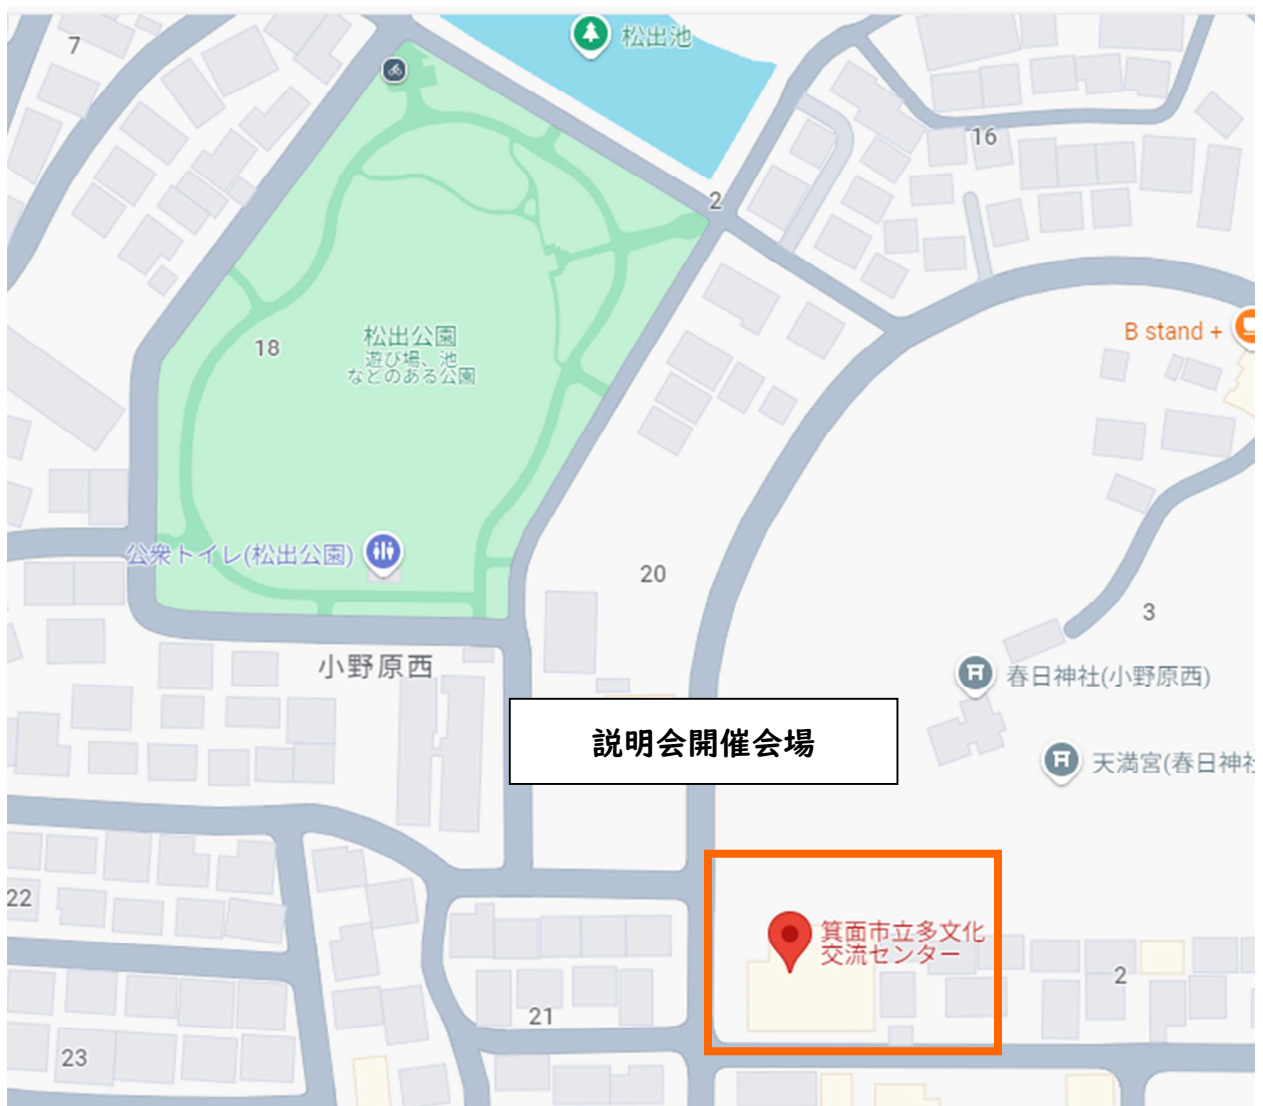 7
松出池
16
2
B stand +
18
松出公園
遊び場、池
などのある公園
公衆トイレ(松出公園)
20
3
小野原西
春日神社(小野原西)
説明会開催会場
天満宮(春日神社
22
箕面市立多文化
交流センター
2
21
23